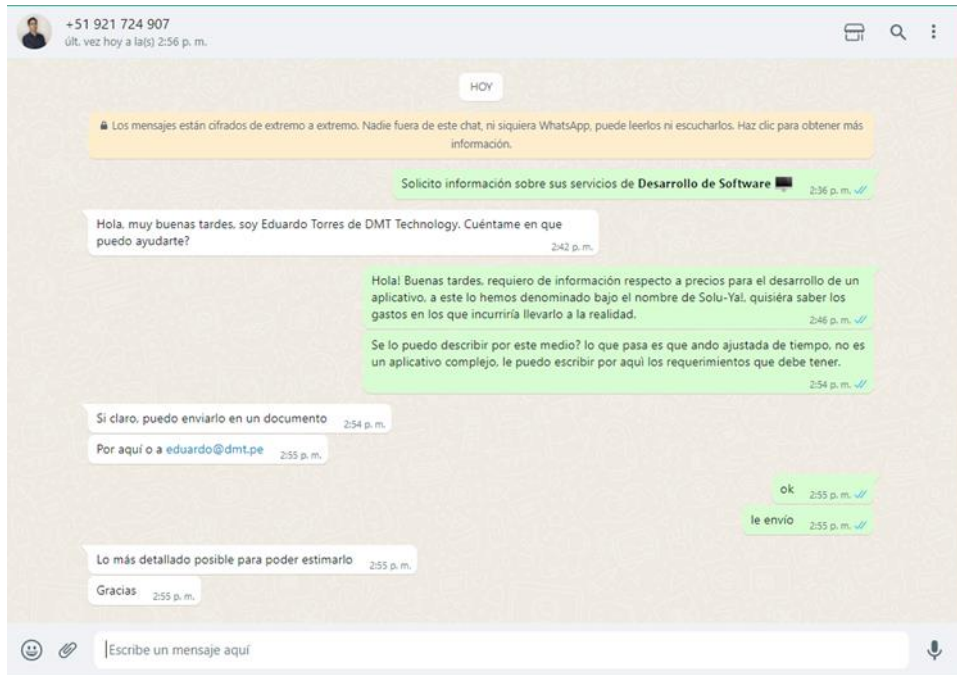 +51 921 724 907
últ. vez hoy a la(s) 2:56 p. m.
HOY
Los mensajes están cifrados de extremo a extremo. Nadie fuera de este chat, ni siquiera WhatsApp, puede leerlos ni escucharlos. Haz clic para obtener más
información.
Solicito información sobre sus servicios de Desarrollo de Software
2:36 p. m.
Hola, muy buenas tardes, soy Eduardo Torres de DMT Technology. Cuéntame en que
puedo ayudarte?
2:42 p. m.
Hola! Buenas tardes, requiero de información respecto a precios para el desarrollo de un
aplicativo, a este lo hemos denominado bajo el nombre de Solu-Ya!, quisiéra saber los
gastos en los que incurriría llevarlo a la realidad.
2:46 p. m.
Se lo puedo describir por este medio? lo que pasa es que ando ajustada de tiempo, no es
un aplicativo complejo, le puedo escribir por aquì los requerimientos que debe tener.
2:54 p. m.
Si claro, puedo enviarlo en un documento
2:54 p. m.
Por aquí o a eduardo@dmt.pe
2:55 p. m.
ok
2:55 p. m.
le envío
2:55 p. m.
Lo más detallado posible para poder estimarlo
2:55 p. m.
Gracias
2:55 p. m.
Escribe un mensaje aquí